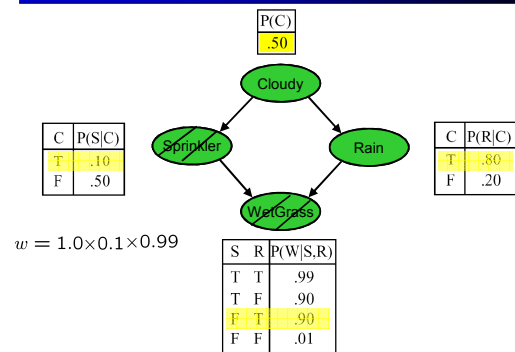 P(C)
.50
Cloudy
C P(S|C)
T .10
F .50
Sprinkler
Rain
C P(R|C)
T .80
F .20
WetGrass
w = 1.0×0.1×0.99
S R P(W|S,R)
T T .99
T F .90
F T .90
F F .01